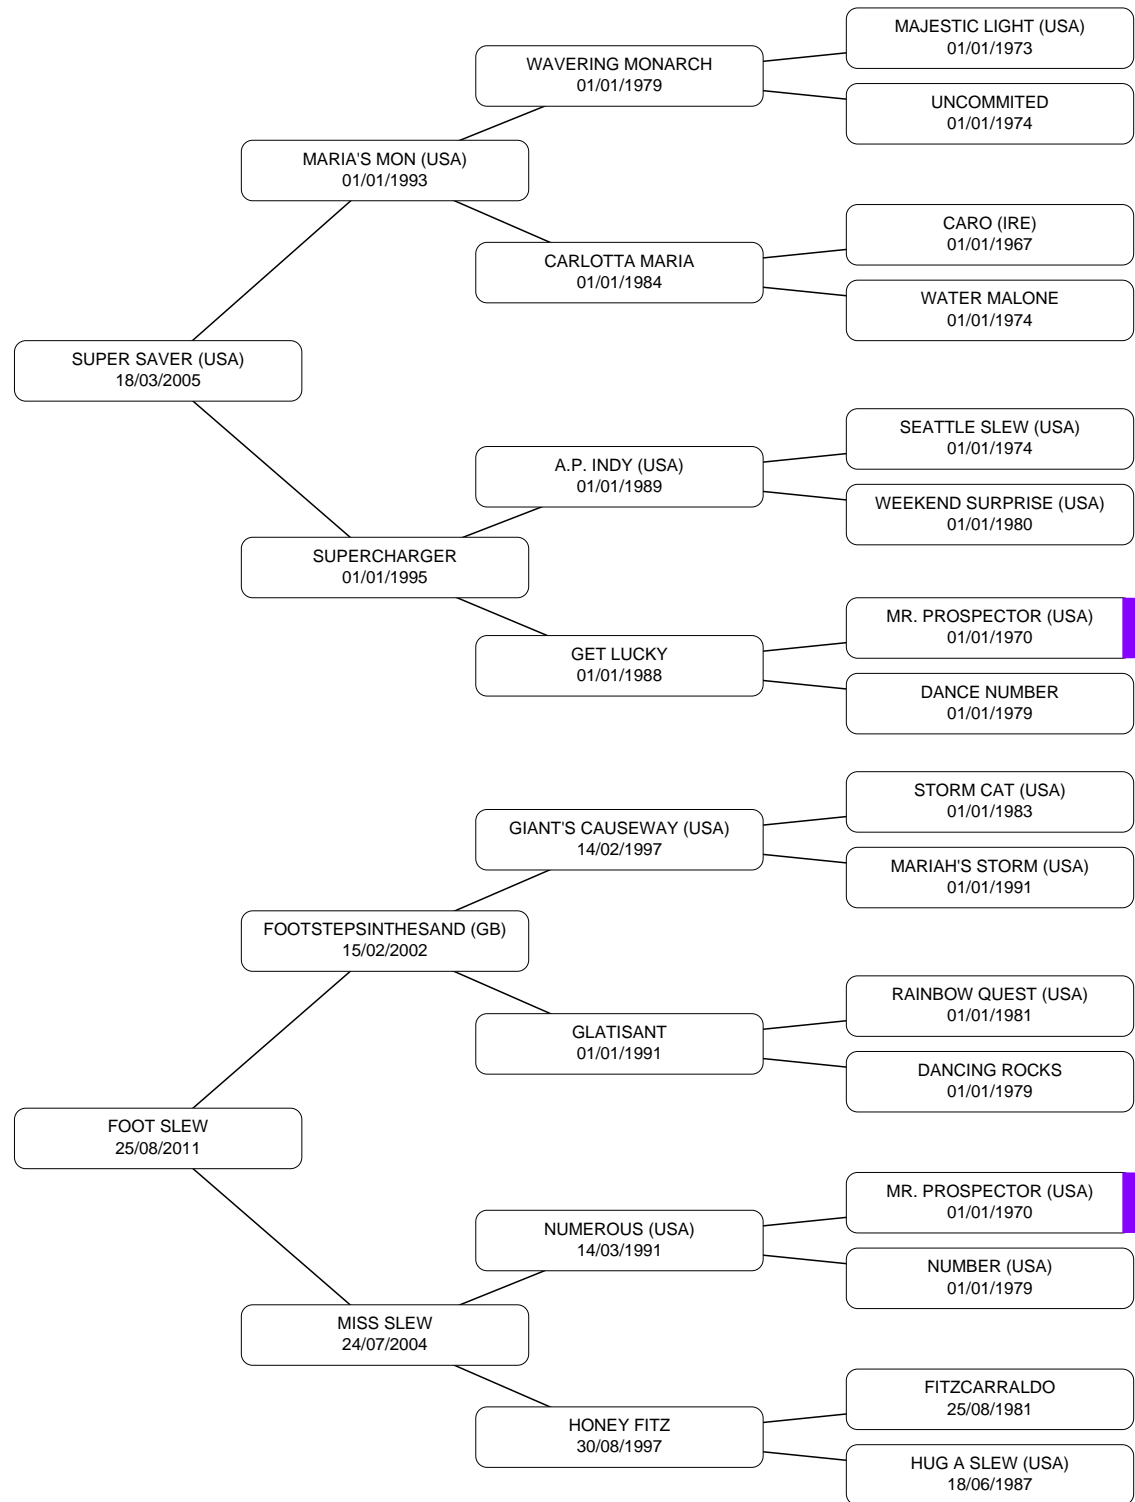 MAJESTIC LIGHT (USA)
01/01/1973
WAVERING MONARCH
01/01/1979
UNCOMMITED
01/01/1974
MARIA'S MON (USA)
01/01/1993
CARO (IRE)
01/01/1967
CARLOTTA MARIA
01/01/1984
WATER MALONE
01/01/1974
SUPER SAVER (USA)
18/03/2005
SEATTLE SLEW (USA)
01/01/1974
A.P. INDY (USA)
01/01/1989
WEEKEND SURPRISE (USA)
01/01/1980
SUPERCHARGER
01/01/1995
MR. PROSPECTOR (USA)
01/01/1970
GET LUCKY
01/01/1988
DANCE NUMBER
01/01/1979
STORM CAT (USA)
01/01/1983
GIANT'S CAUSEWAY (USA)
14/02/1997
MARIAH'S STORM (USA)
01/01/1991
FOOTSTEPSINTHESAND (GB)
15/02/2002
RAINBOW QUEST (USA)
01/01/1981
GLATISANT
01/01/1991
DANCING ROCKS
01/01/1979
FOOT SLEW
25/08/2011
MR. PROSPECTOR (USA)
01/01/1970
NUMEROUS (USA)
14/03/1991
NUMBER (USA)
01/01/1979
MISS SLEW
24/07/2004
FITZCARRALDO
25/08/1981
HONEY FITZ
30/08/1997
HUG A SLEW (USA)
18/06/1987